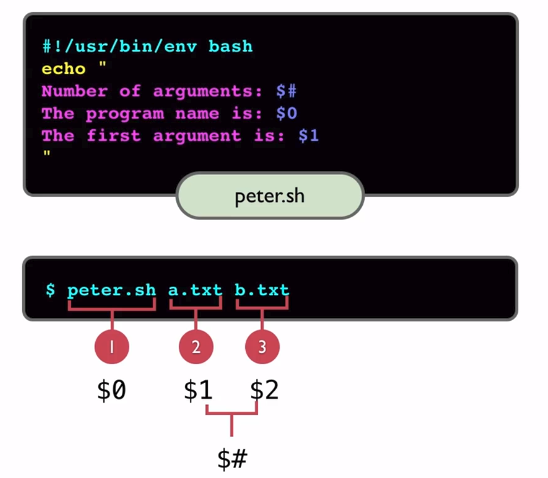 #!/usr/bin/env bash
echo "
Number of arguments: $#
The program name is: $0
The first argument is: $1
"
peter.sh
$ peter.sh a.txt b.txt
1 2 3
$0 $1 $2
$#